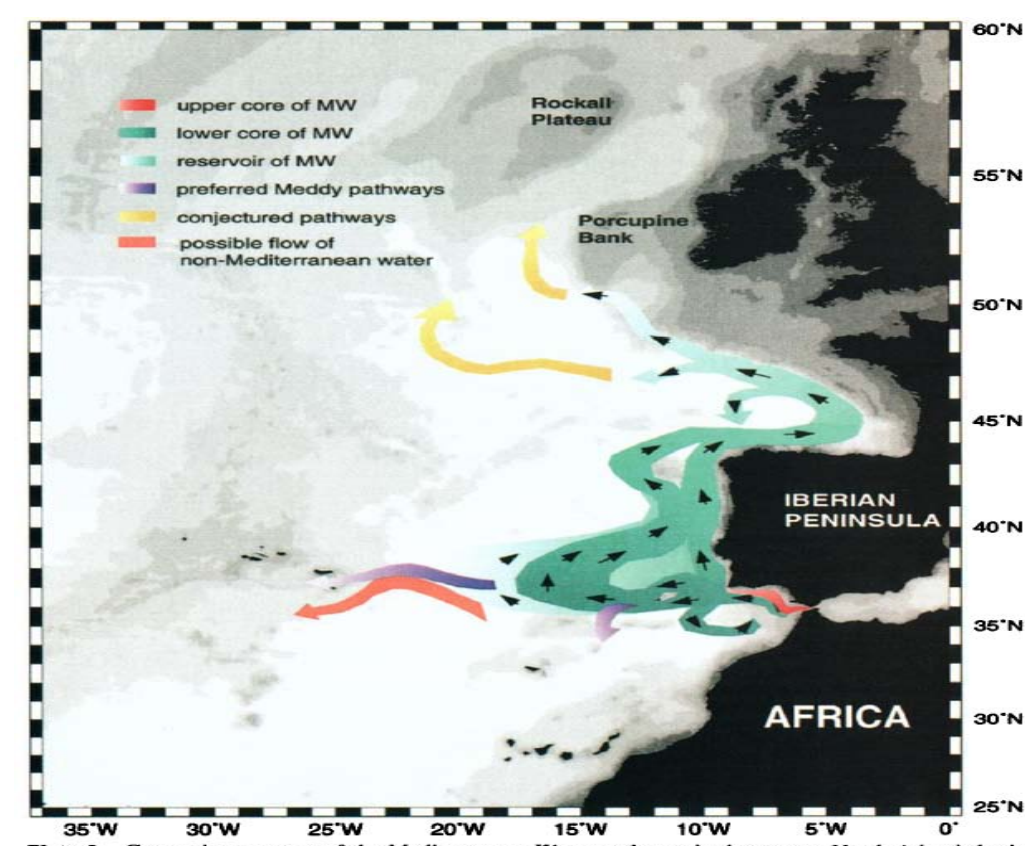 60°N
upper core of MW
lower core of MW
reservoir of MW
preferred Meddy pathways
conjectured pathways
possible flow of
non-Mediterranean water
Rockall
Plateau
55°N
Porcupine
Bank
50°N
45°N
IBERIAN
PENINSULA
40°N
35°N
AFRICA
30°N
25°N
35°W 30°W 25°W 20°W 15°W 10°W 5°W 0°